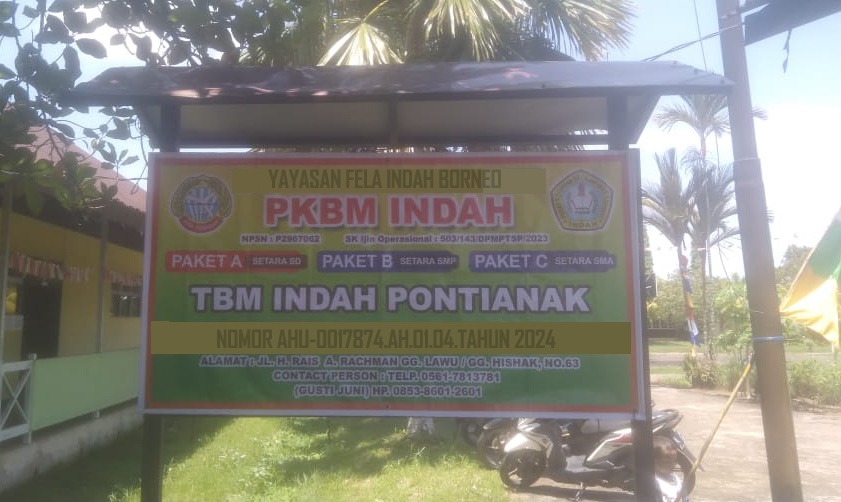 YAYASAN FELA INDAH BORNEO
PKBM INDAH
NPSN : P2967062 SK Ijin Operasional : 503/143/DPMPTSP/2023
PAKET A SETARA SD PAKET B SETARA SMP PAKET C SETARA SMA
TBM INDAH PONTIANAK
NOMOR AHU-0017874.AH.01.04.TAHUN 2024
ALAMAT : JL. H. RAIS A. RACHMAN GG. LAWU / GG. HISHAK, NO.63
CONTACT PERSON : TELP. 0561-7813781
(GUSTI JUNI) HP. 0853-8601-2601